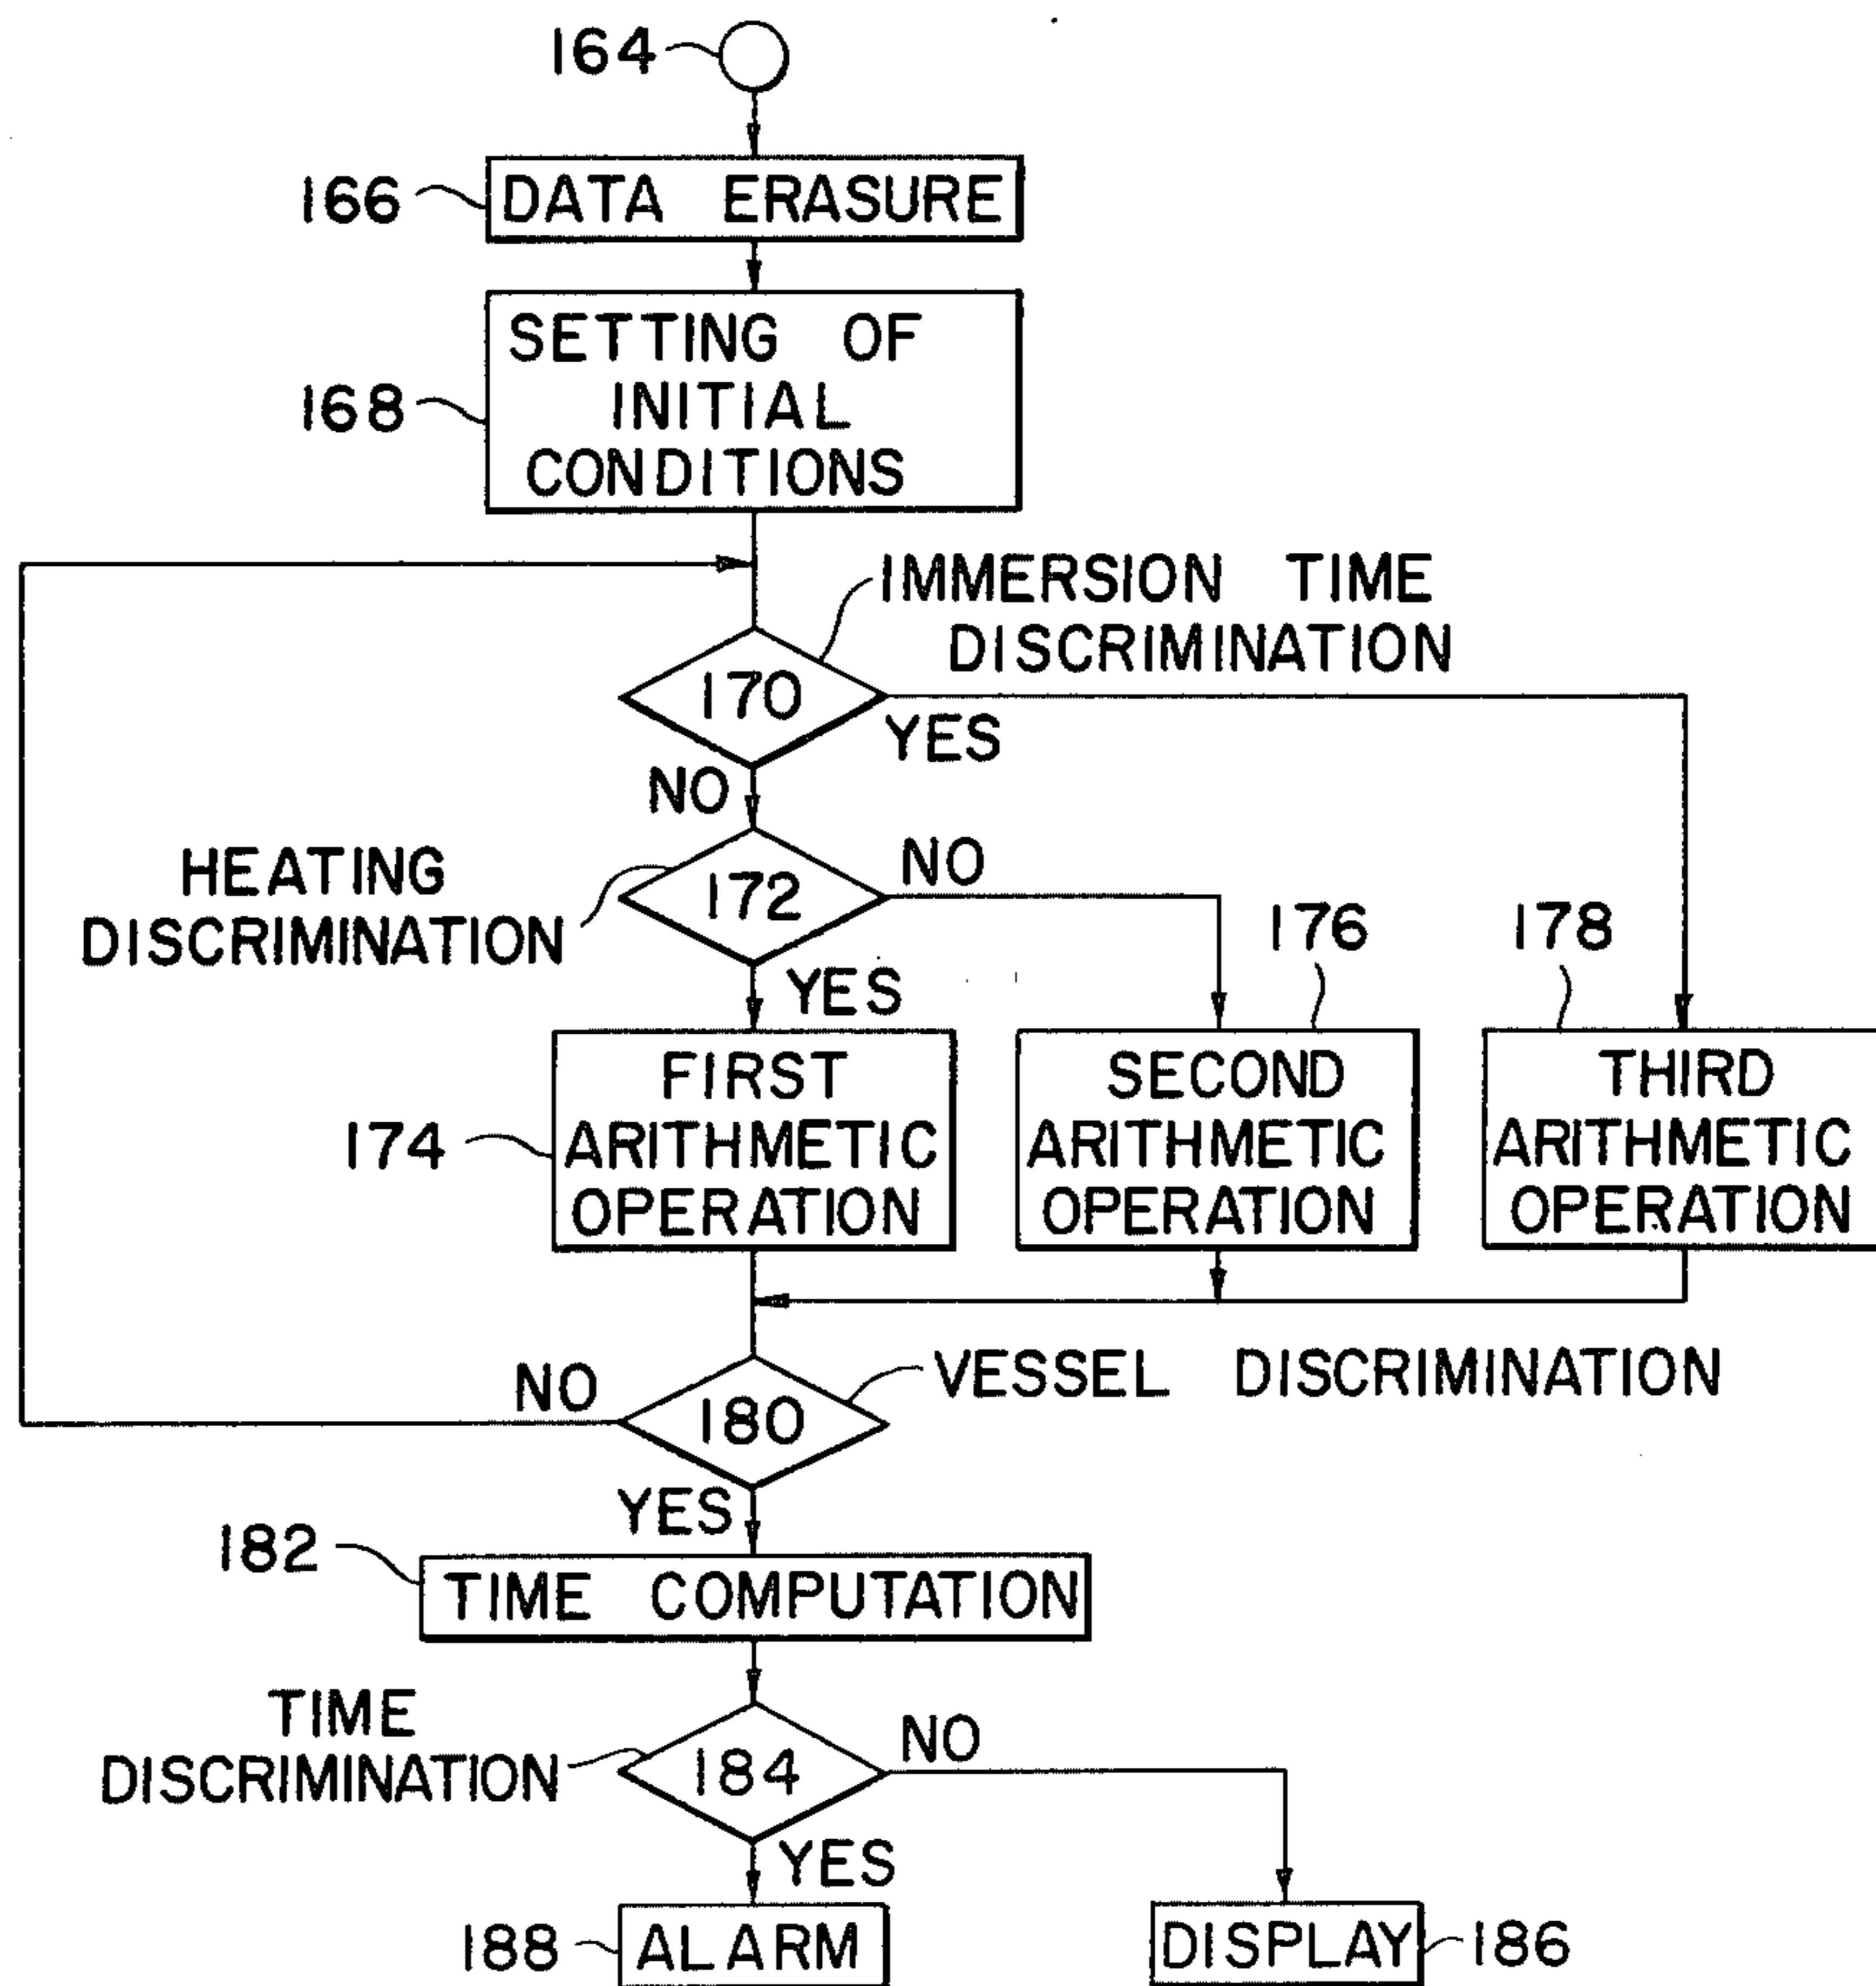 164
166
DATA ERASURE
168
SETTING OF
INITIAL
CONDITIONS
IMMERSION TIME
DISCRIMINATION
170
YES
NO
HEATING
DISCRIMINATION
172
NO
YES
176
178
174
FIRST
ARITHMETIC
OPERATION
SECOND
ARITHMETIC
OPERATION
THIRD
ARITHMETIC
OPERATION
NO
180
VESSEL DISCRIMINATION
YES
182
TIME COMPUTATION
TIME
DISCRIMINATION
184
NO
YES
188
ALARM
DISPLAY
186